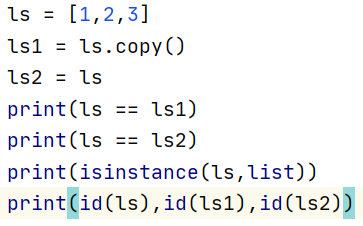 ls = [1,2,3]
ls1 = ls.copy()
ls2 = ls
print(ls == ls1)
print(ls == ls2)
print(isinstance(ls,list))
print(id(ls),id(ls1),id(ls2))